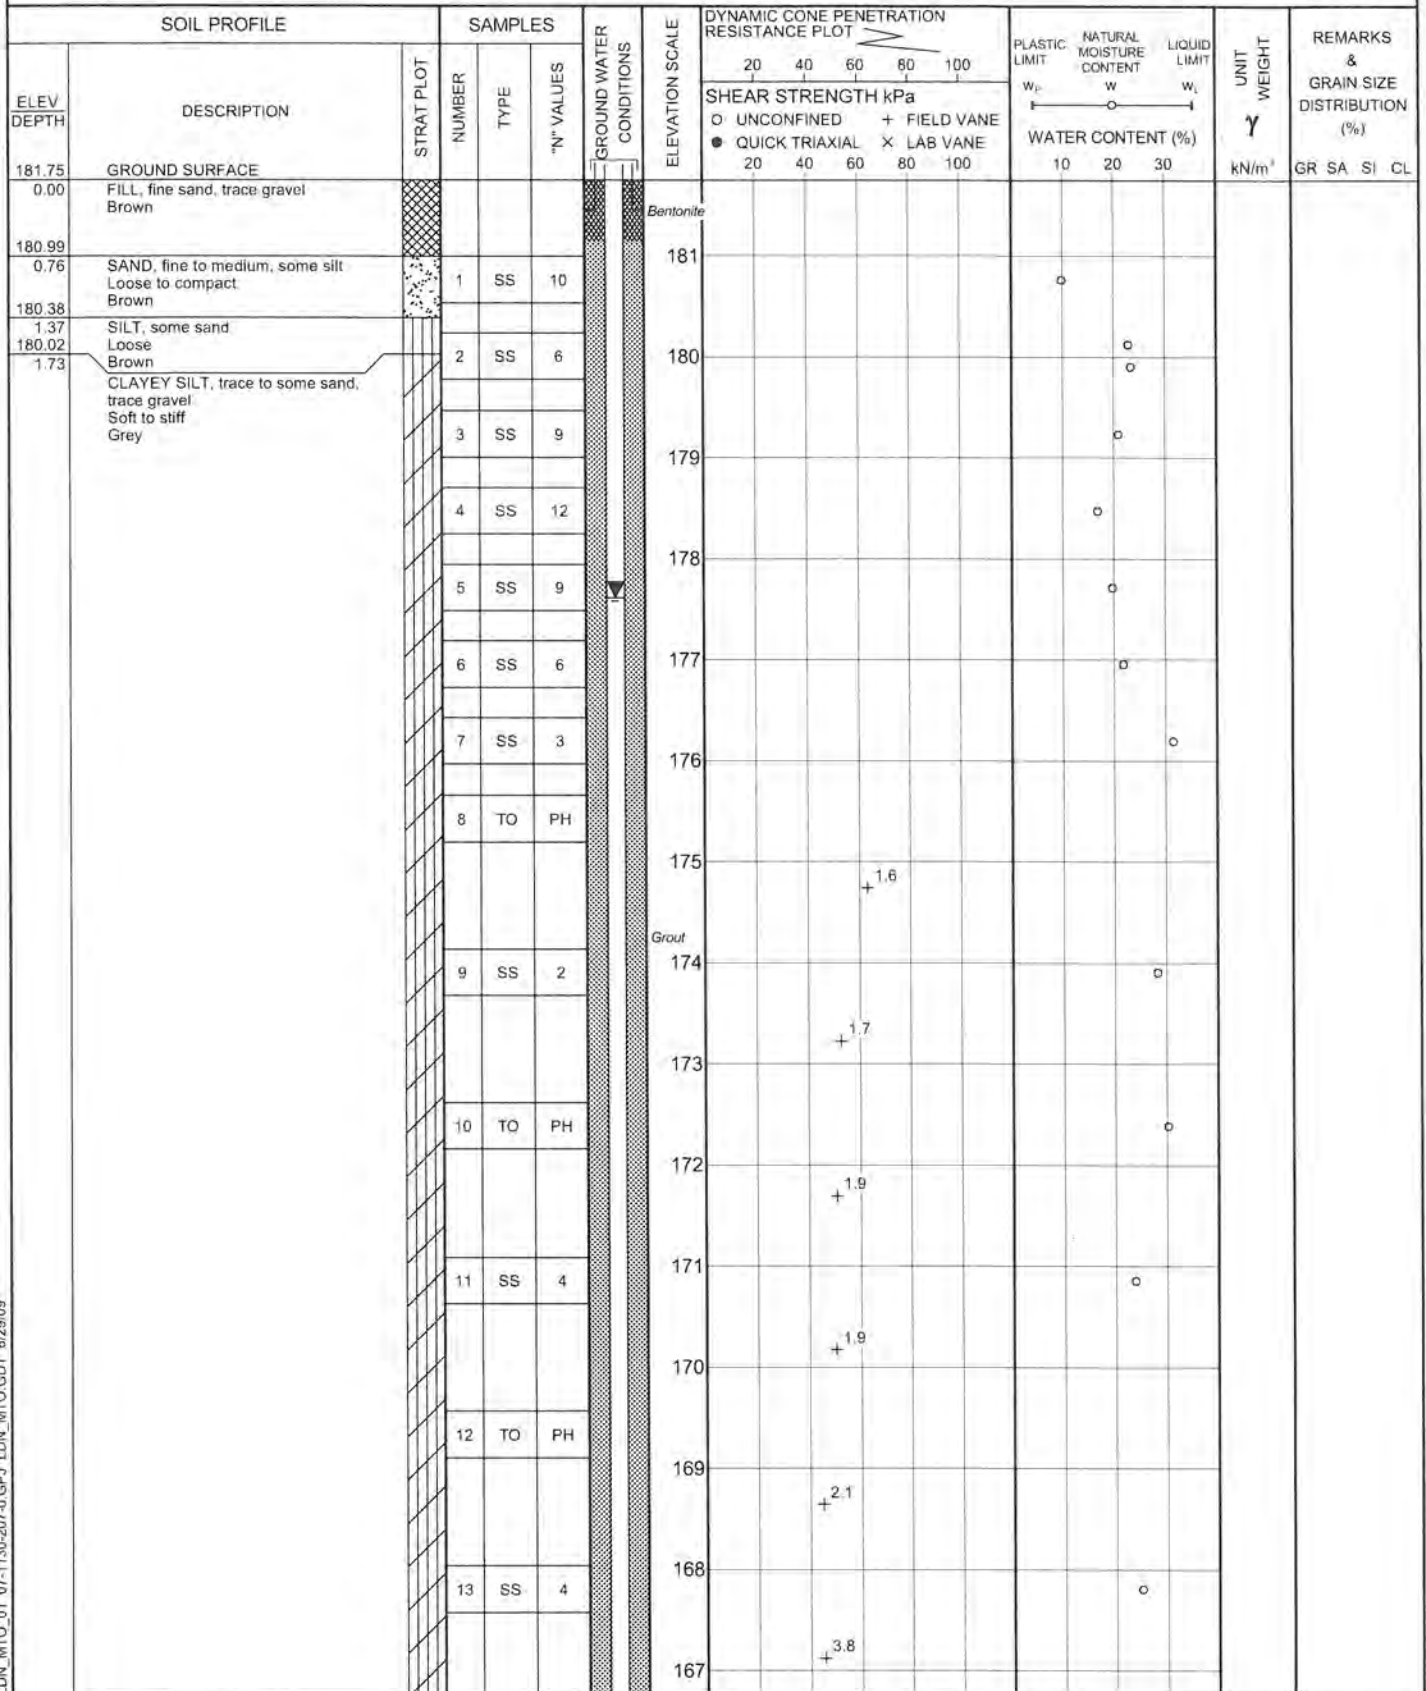 SOIL PROFILE
SAMPLES
GROUND WATER
CONDITIONS
ELEVATION SCALE
DYNAMIC CONE PENETRATION
RESISTANCE PLOT
20 40 60 80 100
SHEAR STRENGTH kPa
O UNCONFINED + FIELD VANE
● QUICK TRIAXIAL × LAB VANE
20 40 60 80 100
PLASTIC
LIMIT
NATURAL
MOISTURE
CONTENT
LIQUID
LIMIT
WP W WL
WATER CONTENT (%)
10 20 30
UNIT
WEIGHT
γ
kN/m³
REMARKS
&
GRAIN SIZE
DISTRIBUTION
(%)
GR SA SI CL
ELEV
DEPTH
DESCRIPTION
STRAT PLOT
NUMBER
TYPE
"N" VALUES
181.75 GROUND SURFACE
0.00 FILL, fine sand, trace gravel
Brown
Bentonite
180.99
0.76 SAND, fine to medium, some silt
Loose to compact
Brown
180.38
1.37 SILT, some sand
Loose
180.02
Brown
1.73
CLAYEY SILT, trace to some sand,
trace gravel
Soft to stiff
Grey
1 SS 10
2 SS 6
3 SS 9
4 SS 12
5 SS 9
6 SS 6
7 SS 3
8 TO PH
9 SS 2
10 TO PH
11 SS 4
12 TO PH
13 SS 4
Grout
181
180
179
178
177
176
175
174
173
172
171
170
169
168
167
1.6
1.7
1.9
1.9
2.1
3.8